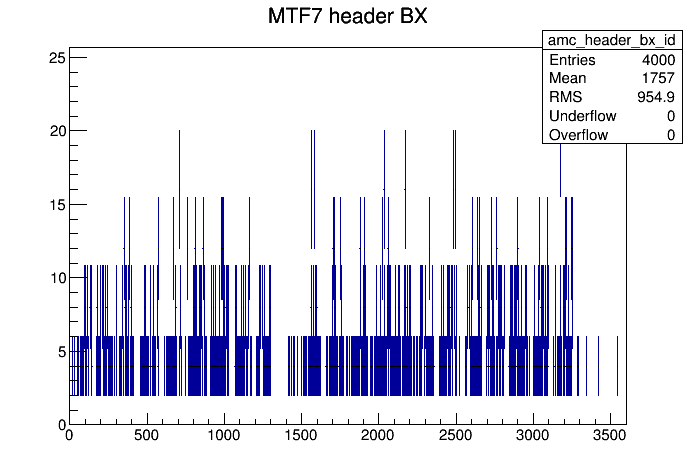 MTF7 header BX
amc_header_bx_id
Entries 4000
Mean 1757
RMS 954.9
Underflow 0
Overflow 0
25
20
15
10
5
0
0 500 1000 1500 2000 2500 3000 3500